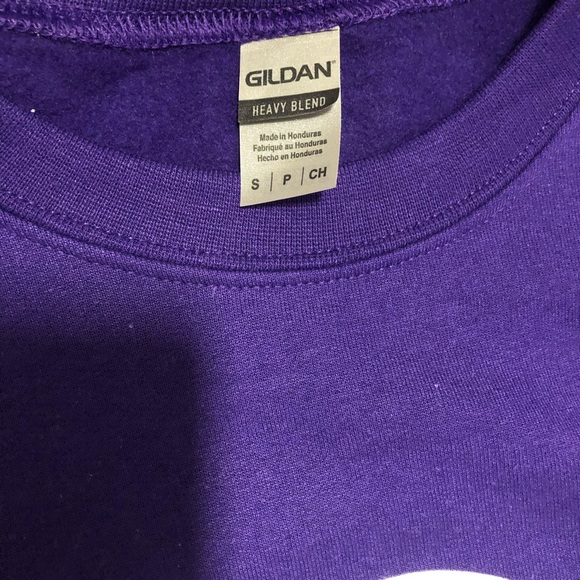 GILDAN®
HEAVY BLEND
Made in Honduras
Fabriqué au Honduras
Hecho en Honduras
S | P | CH